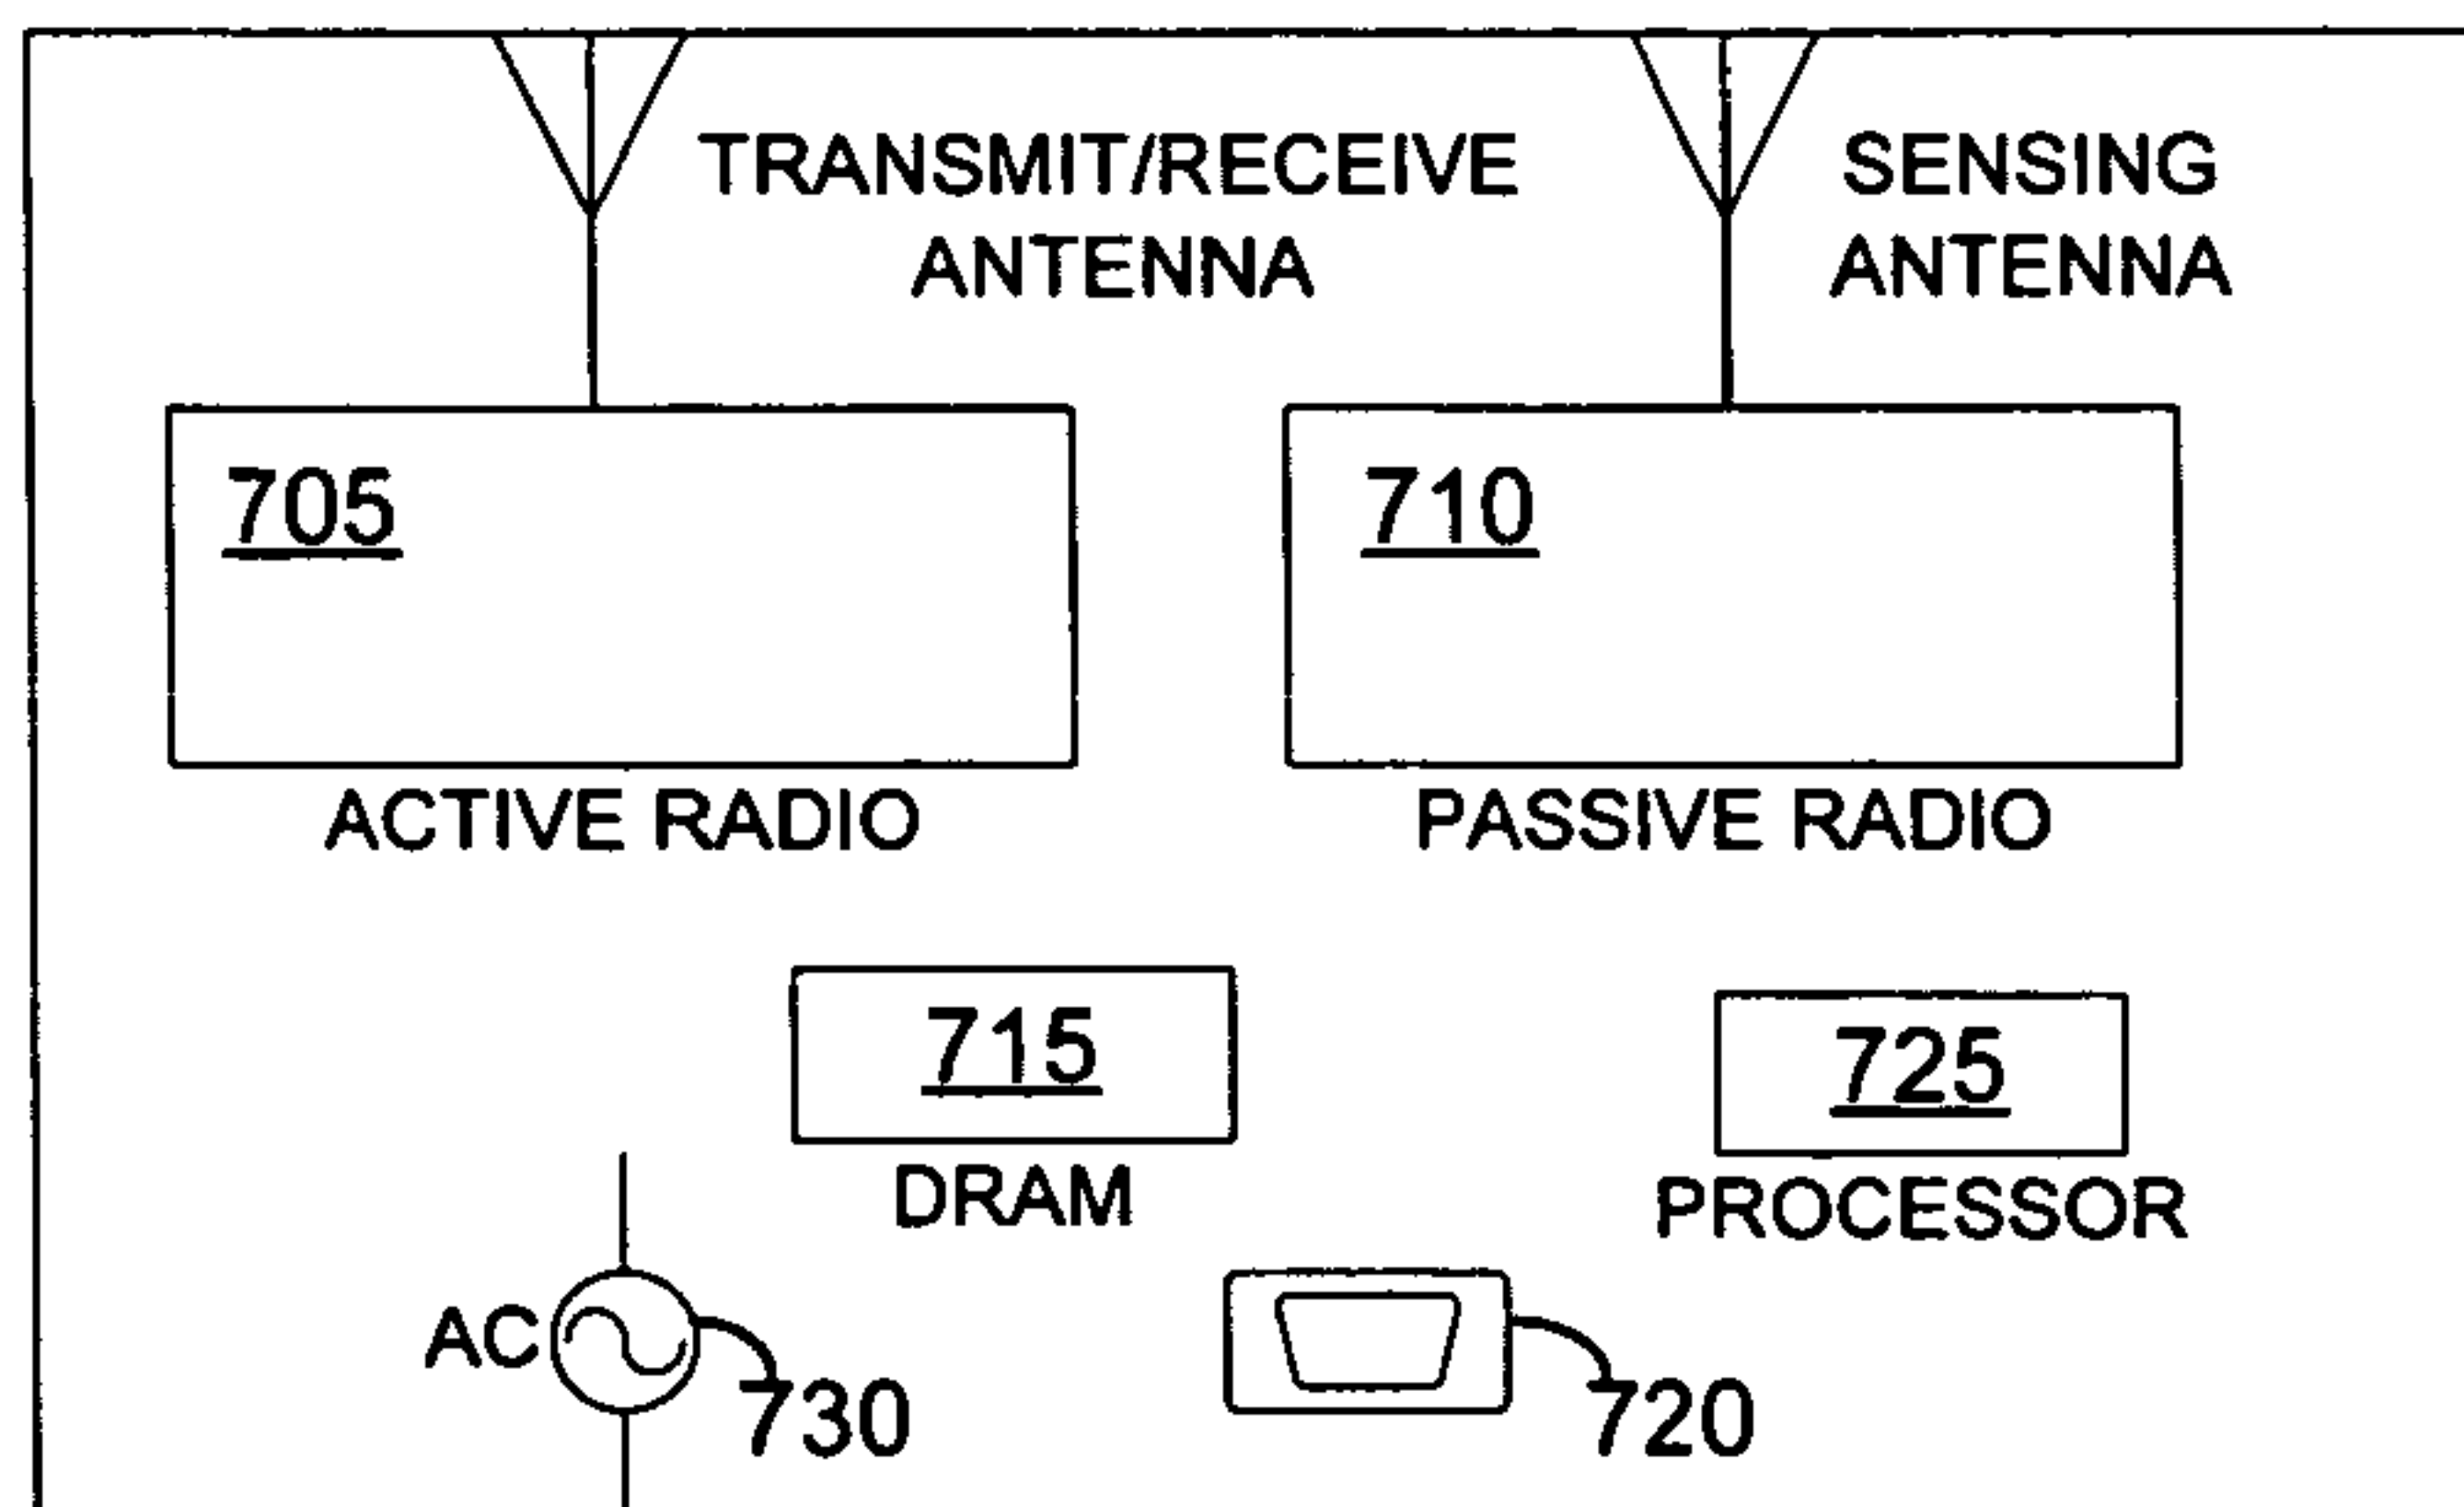 TRANSMIT/RECEIVE
ANTENNA
SENSING
ANTENNA
705
710
ACTIVE RADIO
PASSIVE RADIO
715
DRAM
725
PROCESSOR
AC
730
720